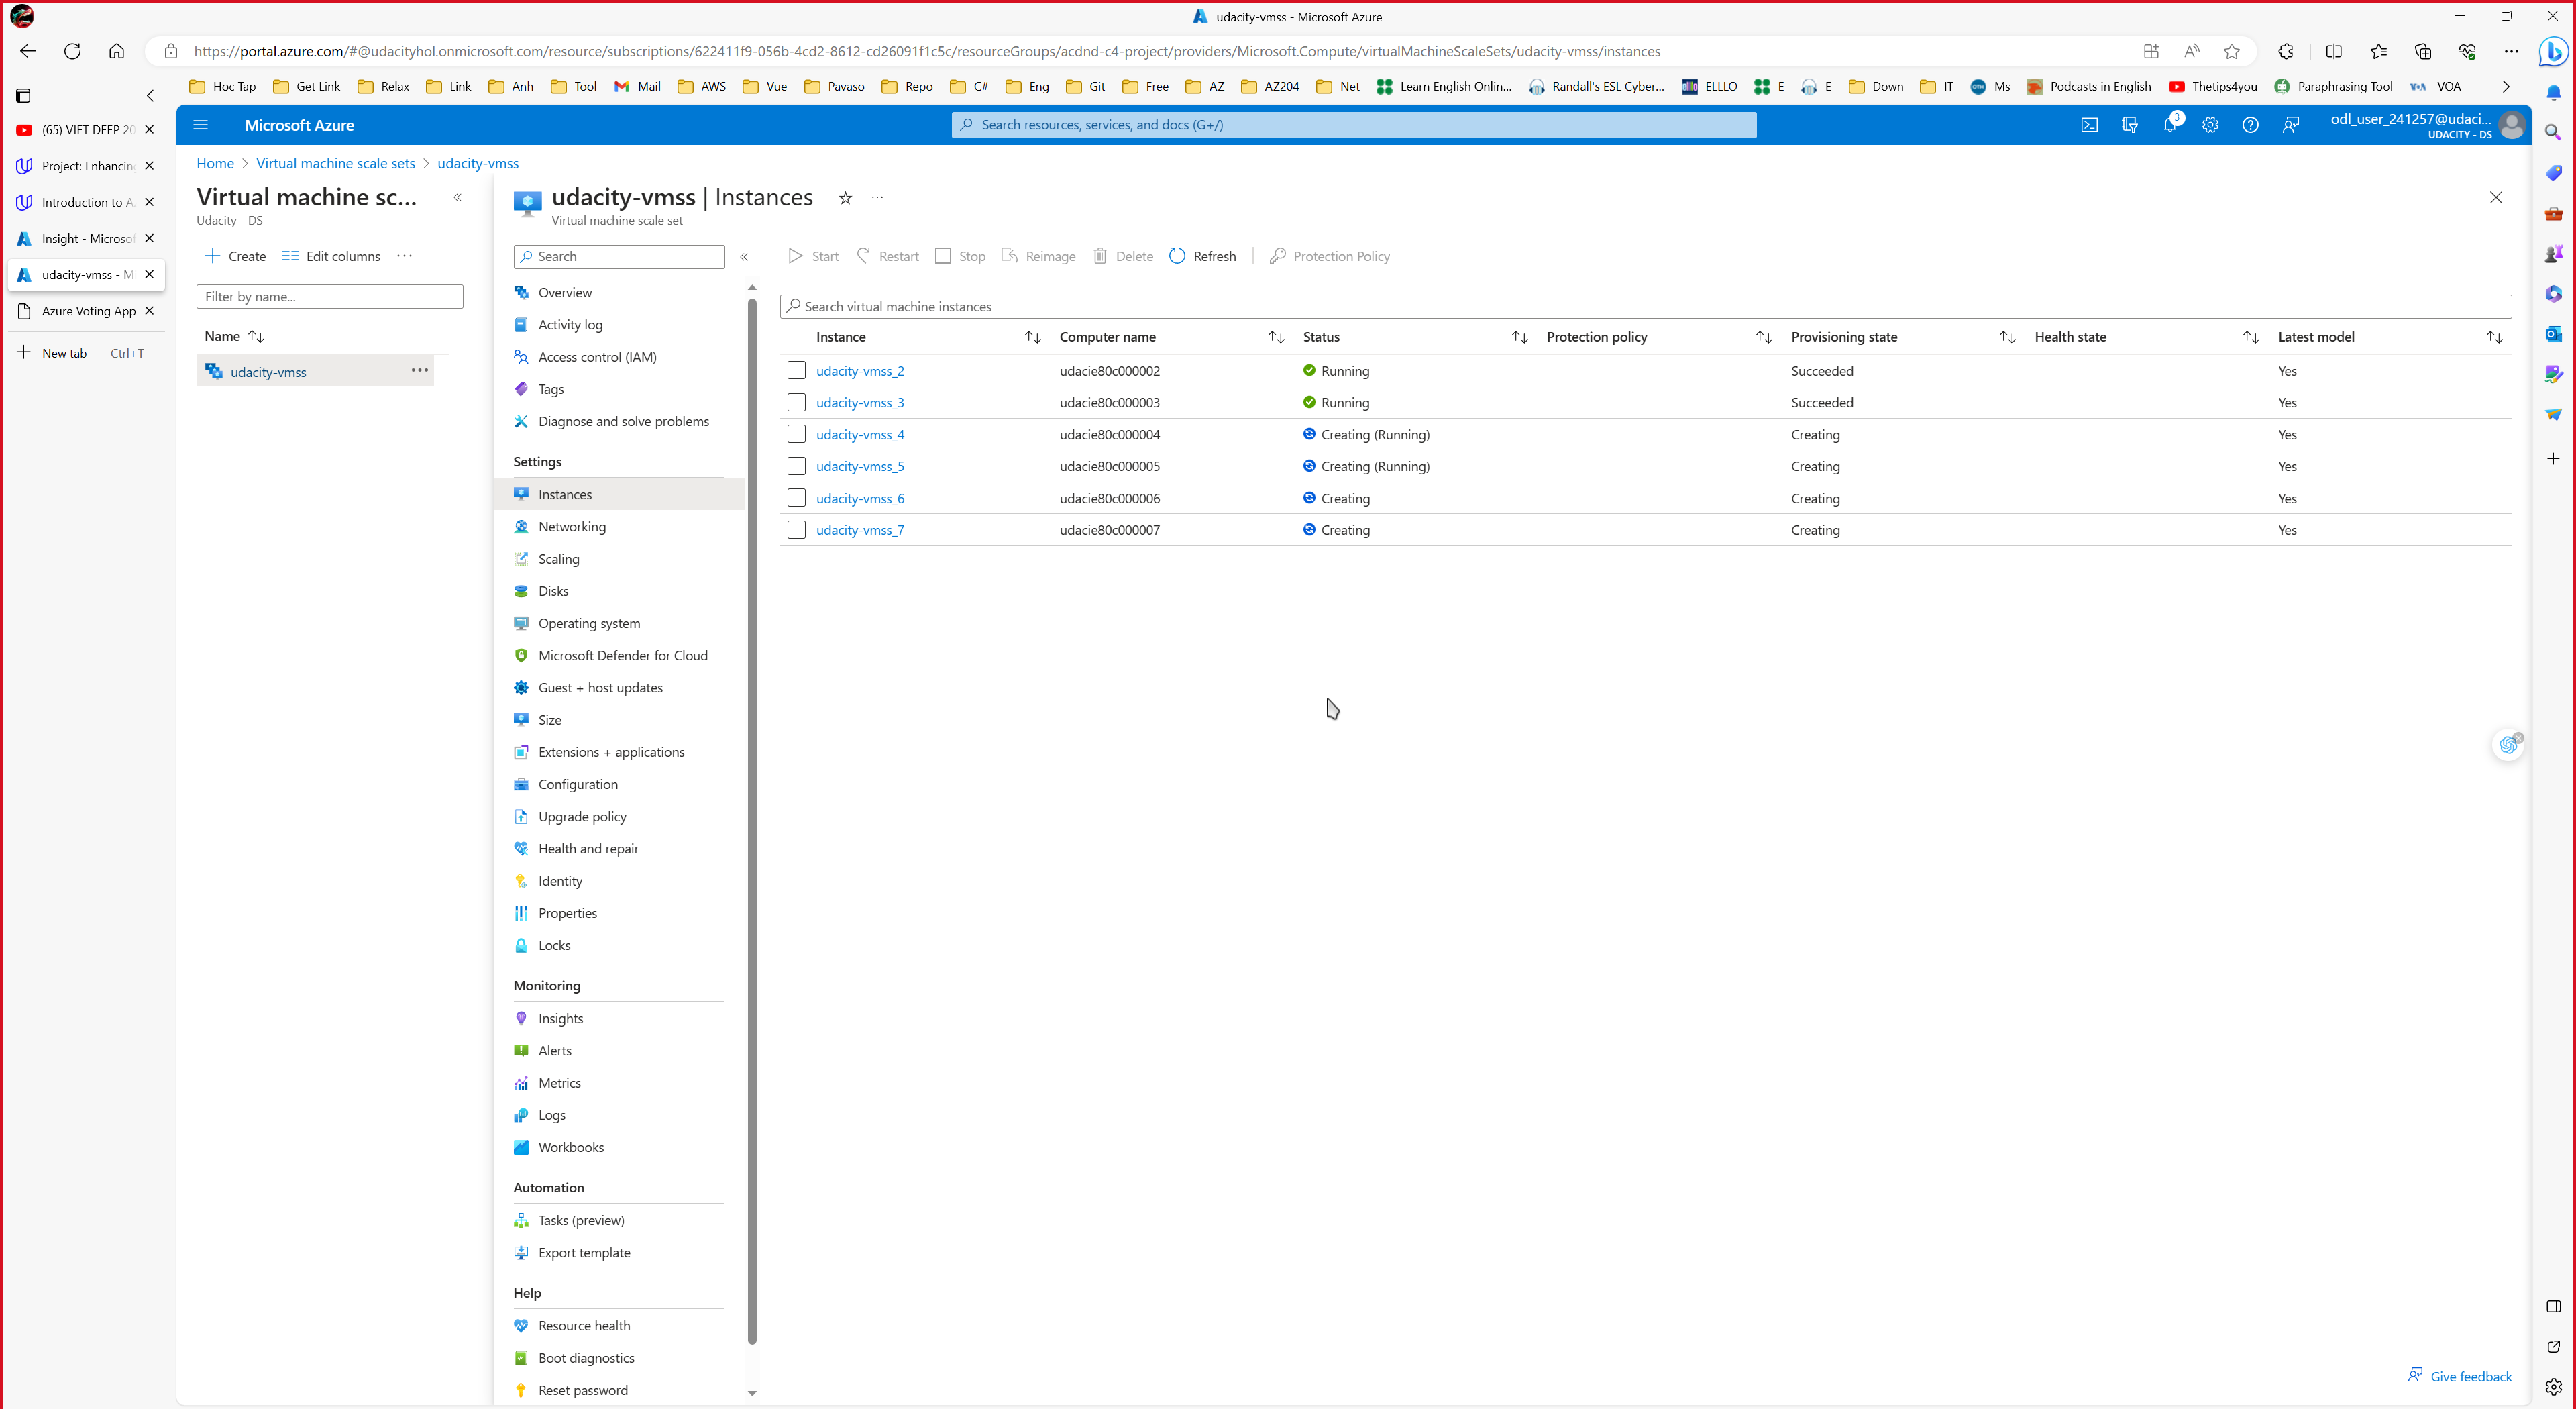 udacity-vmss - Microsoft Azure
https://portal.azure.com/#@udacityhol.onmicrosoft.com/resource/subscriptions/622411f9-056b-4cd2-8612-cd26091f1c5c/resourceGroups/acdnd-c4-project/providers/Microsoft.Compute/virtualMachineScaleSets/udacity-vmss/instances
Hoc Tap Get Link Relax Link Anh Tool Mail AWS Vue Pavaso Repo C# Eng Git Free AZ AZ204 Net Learn English Onlin... Randall's ESL Cyber... ELLLO E E Down IT Ms Podcasts in English Thetips4you Paraphrasing Tool VOA
(65) VIET DEEP 20
Project: Enhancin
Introduction to A
Insight - Microsof
udacity-vmss - M
Azure Voting App
New tab Ctrl+T
Microsoft Azure
Search resources, services, and docs (G+/)
3
odl_user_241257@udaci...
UDACITY - DS
Home > Virtual machine scale sets > udacity-vmss
Virtual machine sc...
Udacity - DS
Create Edit columns
Filter by name...
Name
udacity-vmss
udacity-vmss | Instances
Virtual machine scale set
Search
Overview
Activity log
Access control (IAM)
Tags
Diagnose and solve problems
Settings
Instances
Networking
Scaling
Disks
Operating system
Microsoft Defender for Cloud
Guest + host updates
Size
Extensions + applications
Configuration
Upgrade policy
Health and repair
Identity
Properties
Locks
Monitoring
Insights
Alerts
Metrics
Logs
Workbooks
Automation
Tasks (preview)
Export template
Help
Resource health
Boot diagnostics
Reset password
Start Restart Stop Reimage Delete Refresh Protection Policy
Search virtual machine instances
Instance Computer name Status Protection policy Provisioning state Health state Latest model
udacity-vmss_2 udacie80c000002 Running Succeeded Yes
udacity-vmss_3 udacie80c000003 Running Succeeded Yes
udacity-vmss_4 udacie80c000004 Creating (Running) Creating Yes
udacity-vmss_5 udacie80c000005 Creating (Running) Creating Yes
udacity-vmss_6 udacie80c000006 Creating Creating Yes
udacity-vmss_7 udacie80c000007 Creating Creating Yes
Give feedback